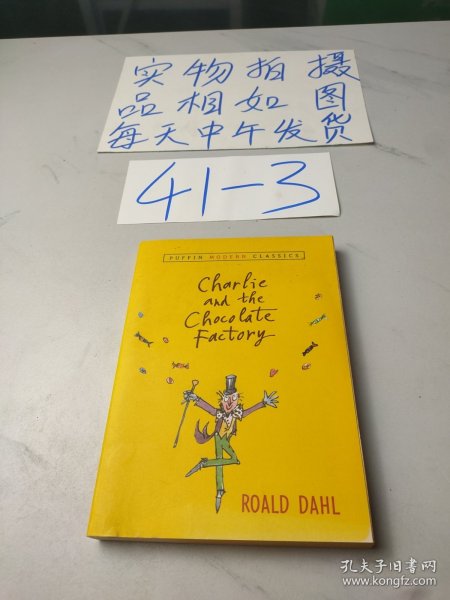 实物拍摄
品相如图
每天中午发货
41-3
PUFFIN MODERN CLASSICS
Charlie
and the
Chocolate
Factory
ROALD DAHL
孔夫子旧书网
www.kongfz.com